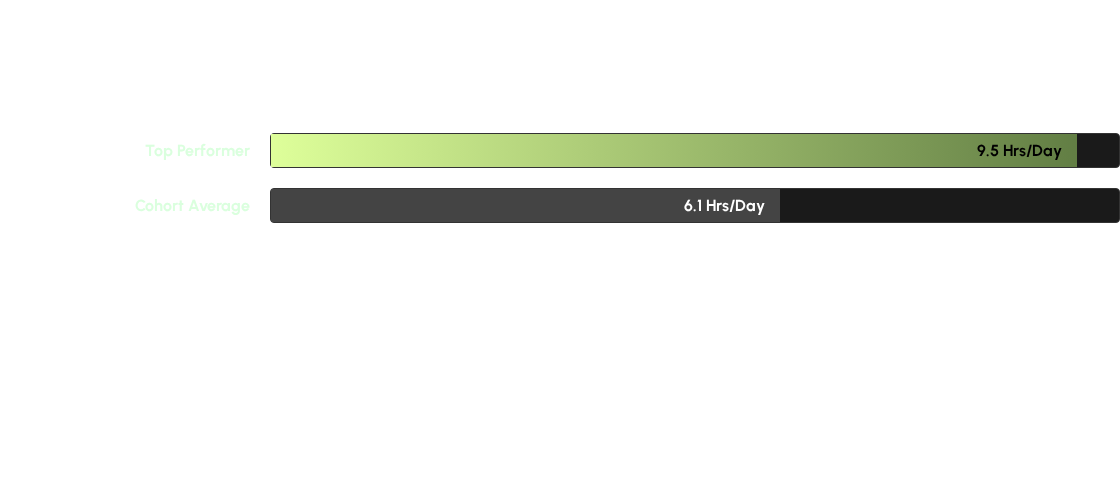 Top Performer
9.5 Hrs/Day
Cohort Average
6.1 Hrs/Day